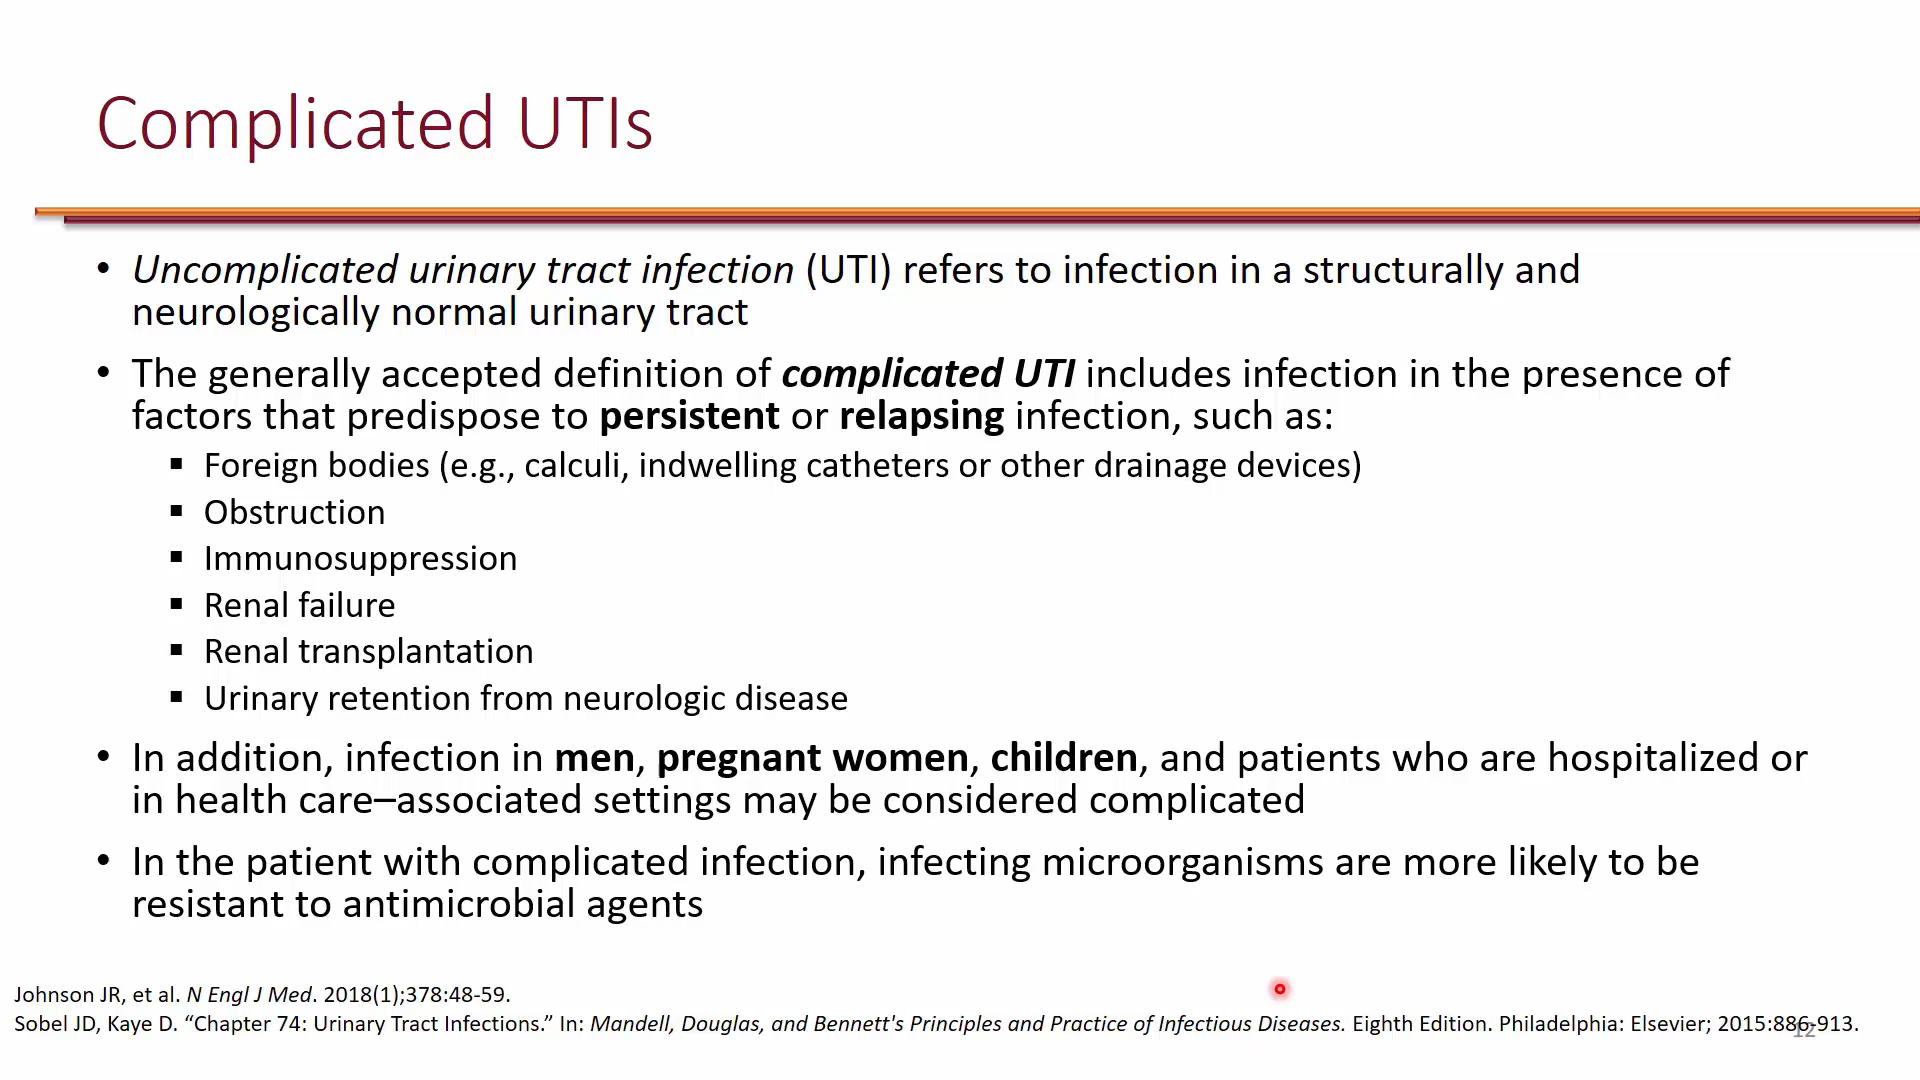 Complicated UTIs
• Uncomplicated urinary tract infection (UTI) refers to infection in a structurally and
neurologically normal urinary tract
• The generally accepted definition of complicated UTI includes infection in the presence of
factors that predispose to persistent or relapsing infection, such as:
▪ Foreign bodies (e.g., calculi, indwelling catheters or other drainage devices)
▪ Obstruction
▪ Immunosuppression
▪ Renal failure
▪ Renal transplantation
▪ Urinary retention from neurologic disease
• In addition, infection in men, pregnant women, children, and patients who are hospitalized or
in health care–associated settings may be considered complicated
• In the patient with complicated infection, infecting microorganisms are more likely to be
resistant to antimicrobial agents
Johnson JR, et al. N Engl J Med. 2018(1);378:48-59.
Sobel JD, Kaye D. “Chapter 74: Urinary Tract Infections.” In: Mandell, Douglas, and Bennett's Principles and Practice of Infectious Diseases. Eighth Edition. Philadelphia: Elsevier; 2015:886-913.
12